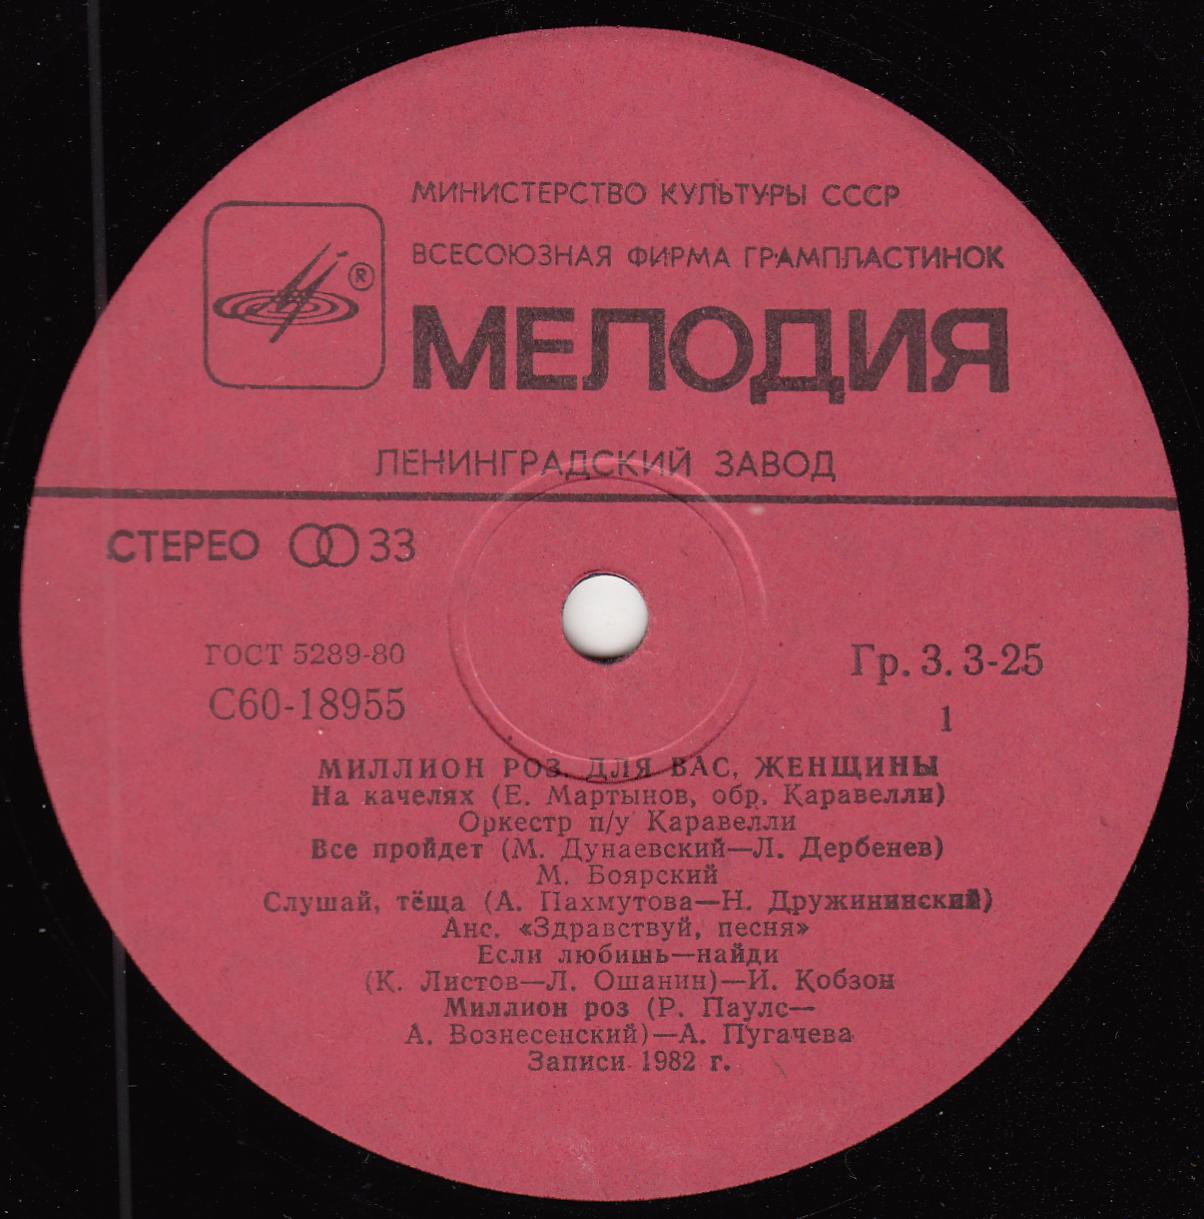 МИНИСТЕРСТВО КУЛЬТУРЫ СССР
ВСЕСОЮЗНАЯ ФИРМА ГРАМПЛАСТИНОК
®
МЕЛОДИЯ
ЛЕНИНГРАДСКИЙ ЗАВОД
СТЕРЕО 33
ГОСТ 5289-80
С60-18955
Гр. 3. 3-25
1
МИЛЛИОН РОЗ. ДЛЯ ВАС, ЖЕНЩИНЫ
На качелях (Е. Мартынов, обр. Каравелли)
Оркестр п/у Каравелли
Все пройдет (М. Дунаевский—Л. Дербенев)
М. Боярский
Слушай, тёща (А. Пахмутова—Н. Дружининский)
Анс. «Здравствуй, песня»
Если любишь—найди
(К. Листов—Л. Ошанин)—И. Кобзон
Миллион роз (Р. Паулс—
А. Вознесенский)—А. Пугачева
Записи 1982 г.